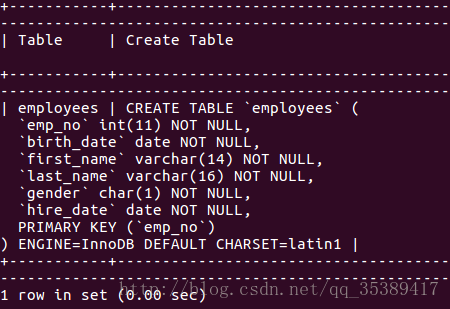 +-----------+------------------------------------
-------------------------------------------------
| Table     | Create Table

+-----------+------------------------------------
-------------------------------------------------
| employees | CREATE TABLE `employees` (
  `emp_no` int(11) NOT NULL,
  `birth_date` date NOT NULL,
  `first_name` varchar(14) NOT NULL,
  `last_name` varchar(16) NOT NULL,
  `gender` char(1) NOT NULL,
  `hire_date` date NOT NULL,
  PRIMARY KEY (`emp_no`)
) ENGINE=InnoDB DEFAULT CHARSET=latin1 |
+-----------+------------------------------------
-------------------------------------------------
http://blog.csdn.net/qq_35389417
1 row in set (0.00 sec)